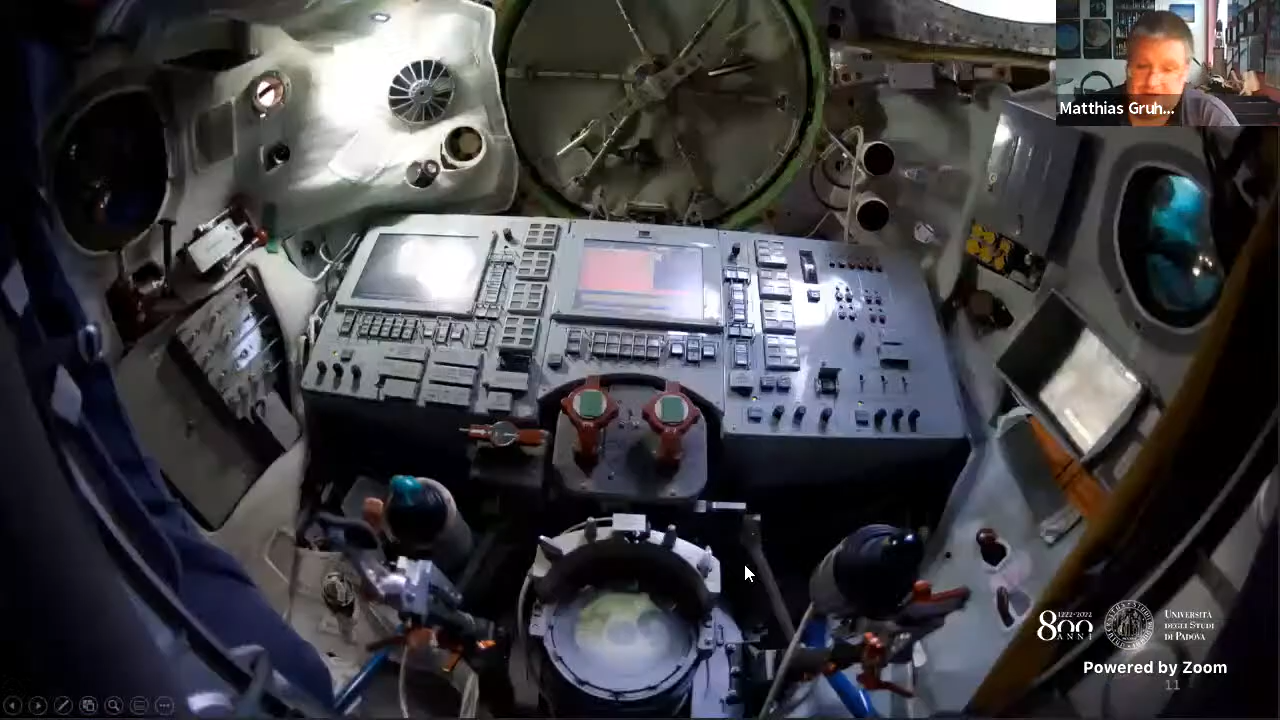 Matthias Gruh...
1222-2022
800
ANNI
UNIVERSITÀ
DEGLI STUDI
DI PADOVA
Powered by Zoom
11